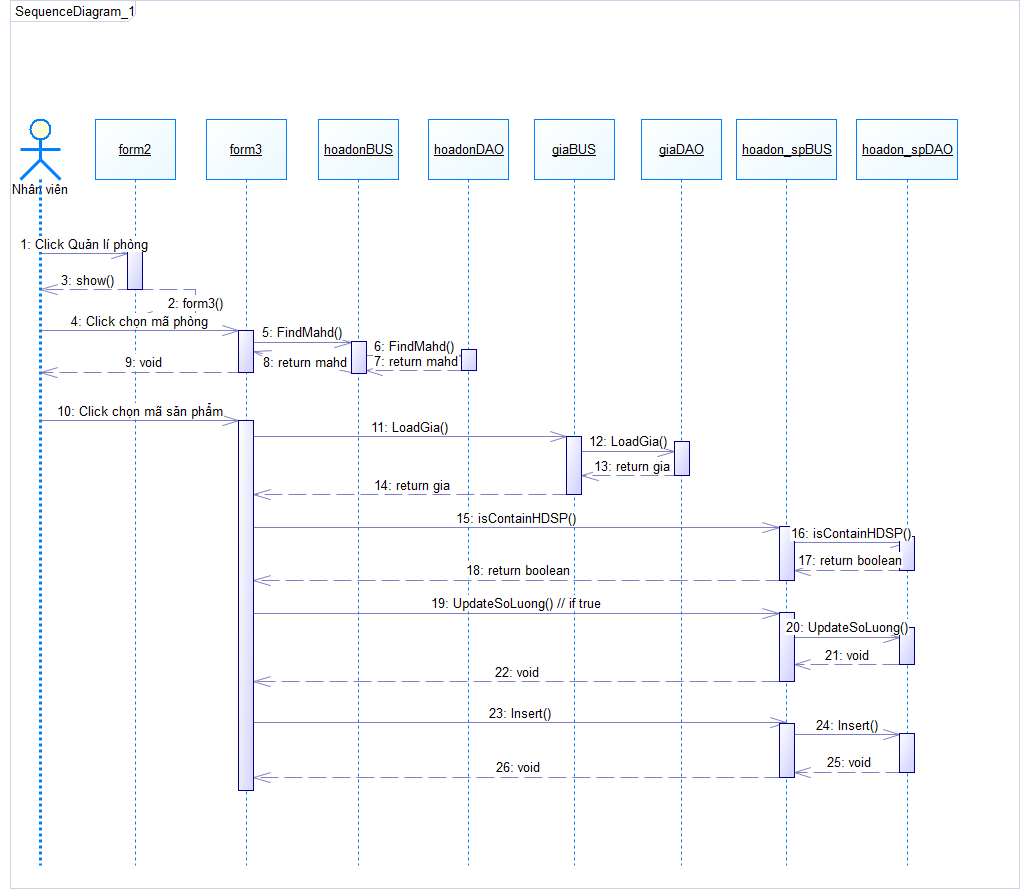 SequenceDiagram_1
Nhân viên
form2
form3
hoadonBUS
hoadonDAO
giaBUS
giaDAO
hoadon_spBUS
hoadon_spDAO
1: Click Quản lí phòng
3: show()
2: form3()
4: Click chọn mã phòng
5: FindMahd()
6: FindMahd()
7: return mahd
8: return mahd
9: void
10: Click chọn mã sản phẩm
11: LoadGia()
12: LoadGia()
13: return gia
14: return gia
15: isContainHDSP()
16: isContainHDSP()
17: return boolean
18: return boolean
19: UpdateSoLuong() // if true
20: UpdateSoLuong()
21: void
22: void
23: Insert()
24: Insert()
25: void
26: void